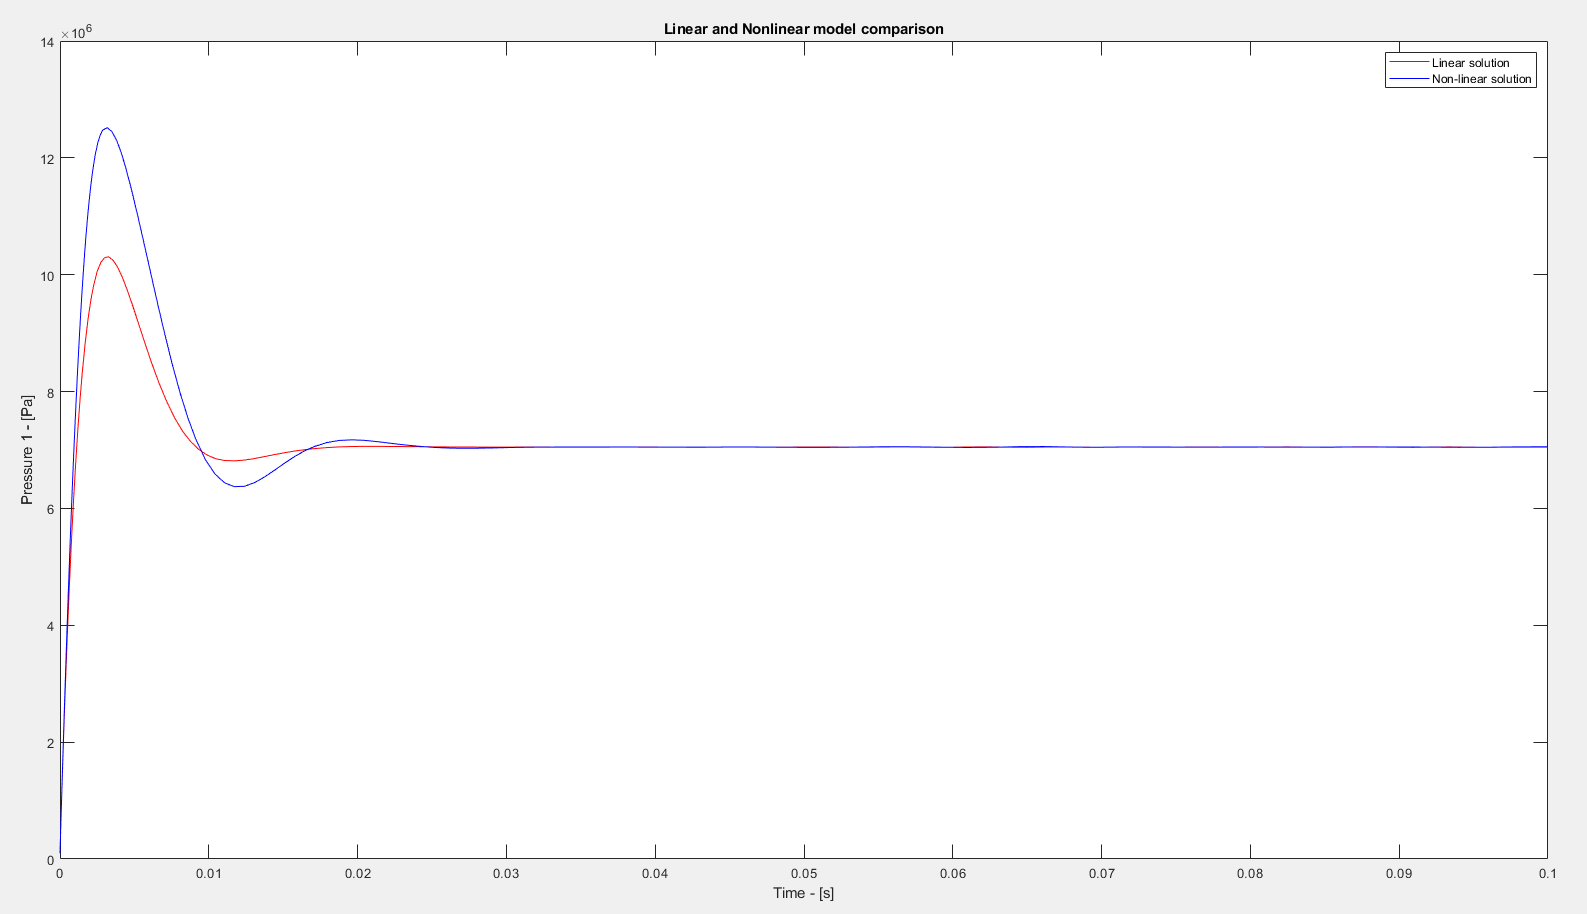 Linear and Nonlinear model comparison
×10⁶
14
12
10
8
6
4
2
0
Pressure 1 - [Pa]
Linear solution
Non-linear solution
0 0.01 0.02 0.03 0.04 0.05 0.06 0.07 0.08 0.09 0.1
Time - [s]